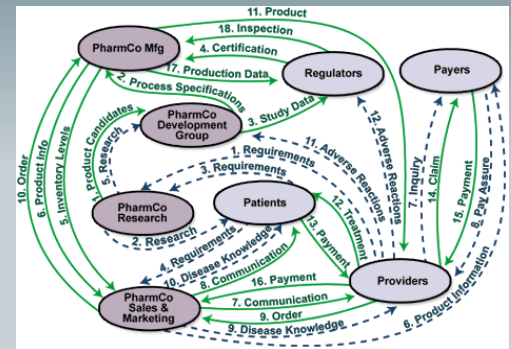 11. Product
18. Inspection
4. Certification
PharmCo Mfg
17. Production Data
Regulators
Payers
2. Process Specifications
PharmCo
Development
Group
3. Study Data
10. Order
6. Product Info
5. Inventory Levels
1. Product Candidates
5. Research
11. Adverse Reactions
12. Adverse Reactions
7. Inquiry
14. Claim
15. Payment
8. Pay Assure
1. Requirements
3. Requirements
PharmCo
Research
2. Research
Patients
12. Treatment
13. Payment
4. Requirements
10. Disease Knowledge
8. Communication
Providers
16. Payment
7. Communication
9. Order
PharmCo
Sales &
Marketing
9. Disease Knowledge
6. Product Information